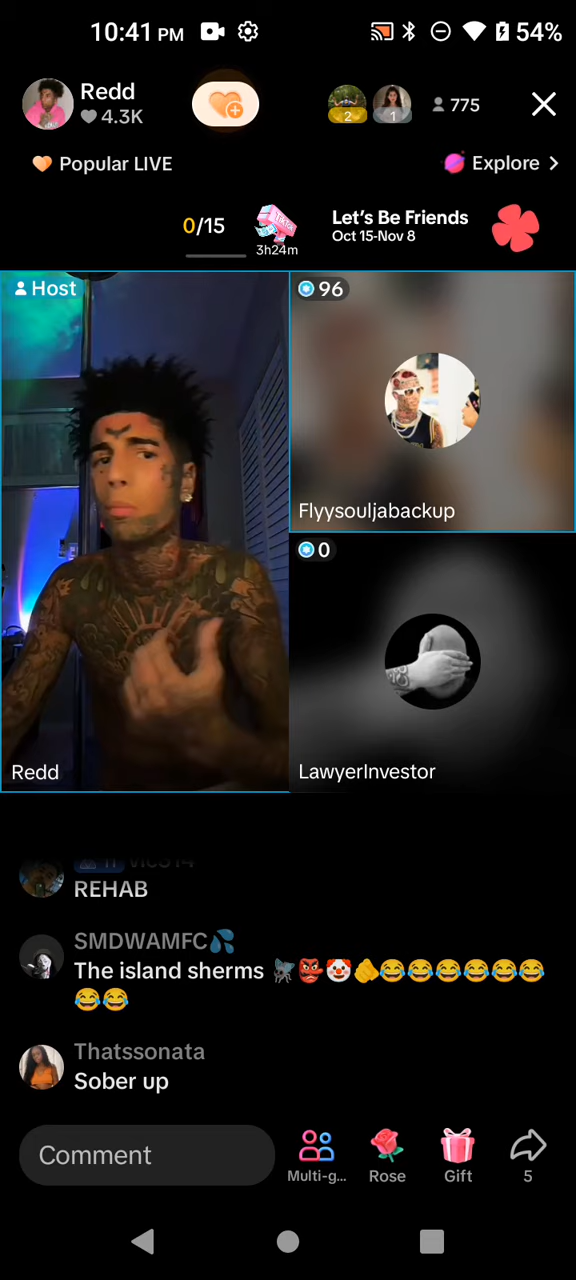 10:41 PM
54%
Redd
4.3K
2
1
775
Popular LIVE
Explore
0/15
TikTok
3h24m
Let's Be Friends
Oct 15-Nov 8
Host
96
Flyysouljabackup
0
Redd
LawyerInvestor
REHAB
SMDWAMFC💦
The island sherms 🪰👹🤡🫵😂😂😂😂😂😂
😂😂
Thatssonata
Sober up
Comment
Multi-g...
Rose
Gift
5